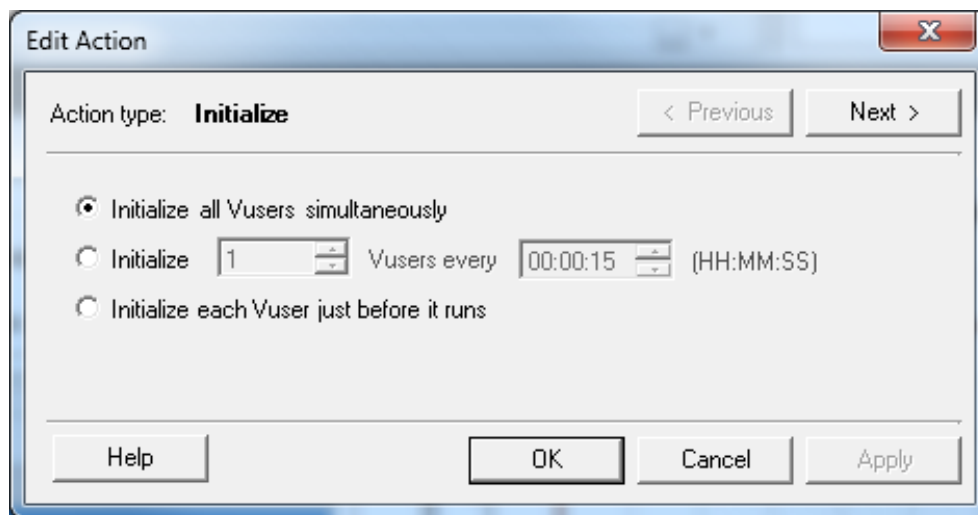 Edit Action
Action type: Initialize < Previous Next >
Initialize all Vusers simultaneously
Initialize 1 Vusers every 00:00:15 (HH:MM:SS)
Initialize each Vuser just before it runs
Help OK Cancel Apply